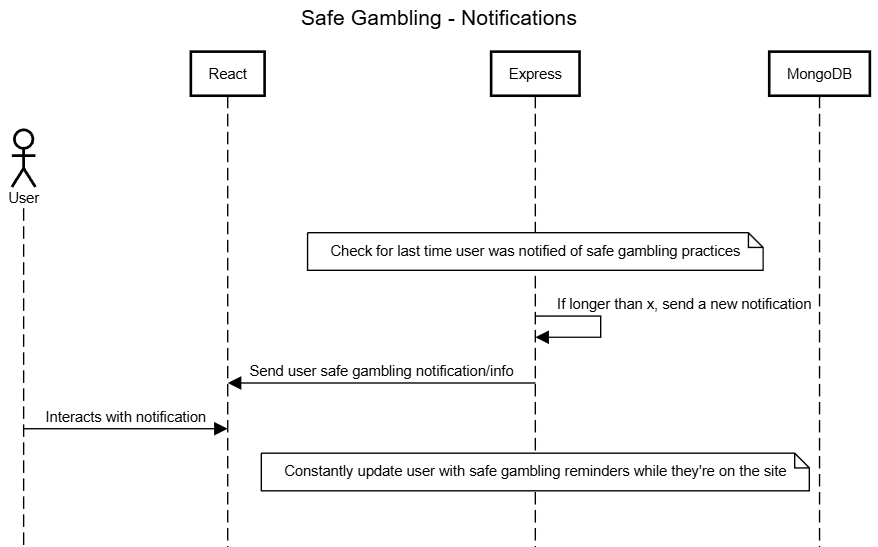 Safe Gambling - Notifications
React
Express
MongoDB
User
Check for last time user was notified of safe gambling practices
If longer than x, send a new notification
Send user safe gambling notification/info
Interacts with notification
Constantly update user with safe gambling reminders while they're on the site